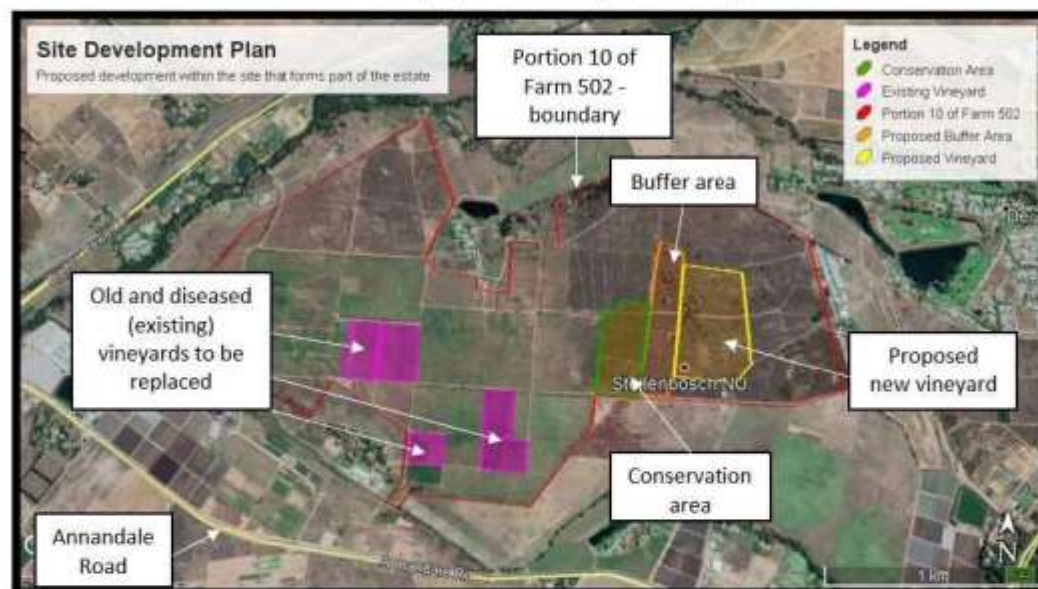 Site Development Plan
Proposed development within the site that forms part of the estate
Portion 10 of
Farm 502 -
boundary
Legend
Conservation Area
Existing Vineyard
Portion 10 of Farm 502
Proposed Buffer Area
Proposed Vineyard
Buffer area
Old and diseased
(existing)
vineyards to be
replaced
Proposed
new vineyard
Stellenbosch NU
Conservation
area
Annandale
Road
N
1 km